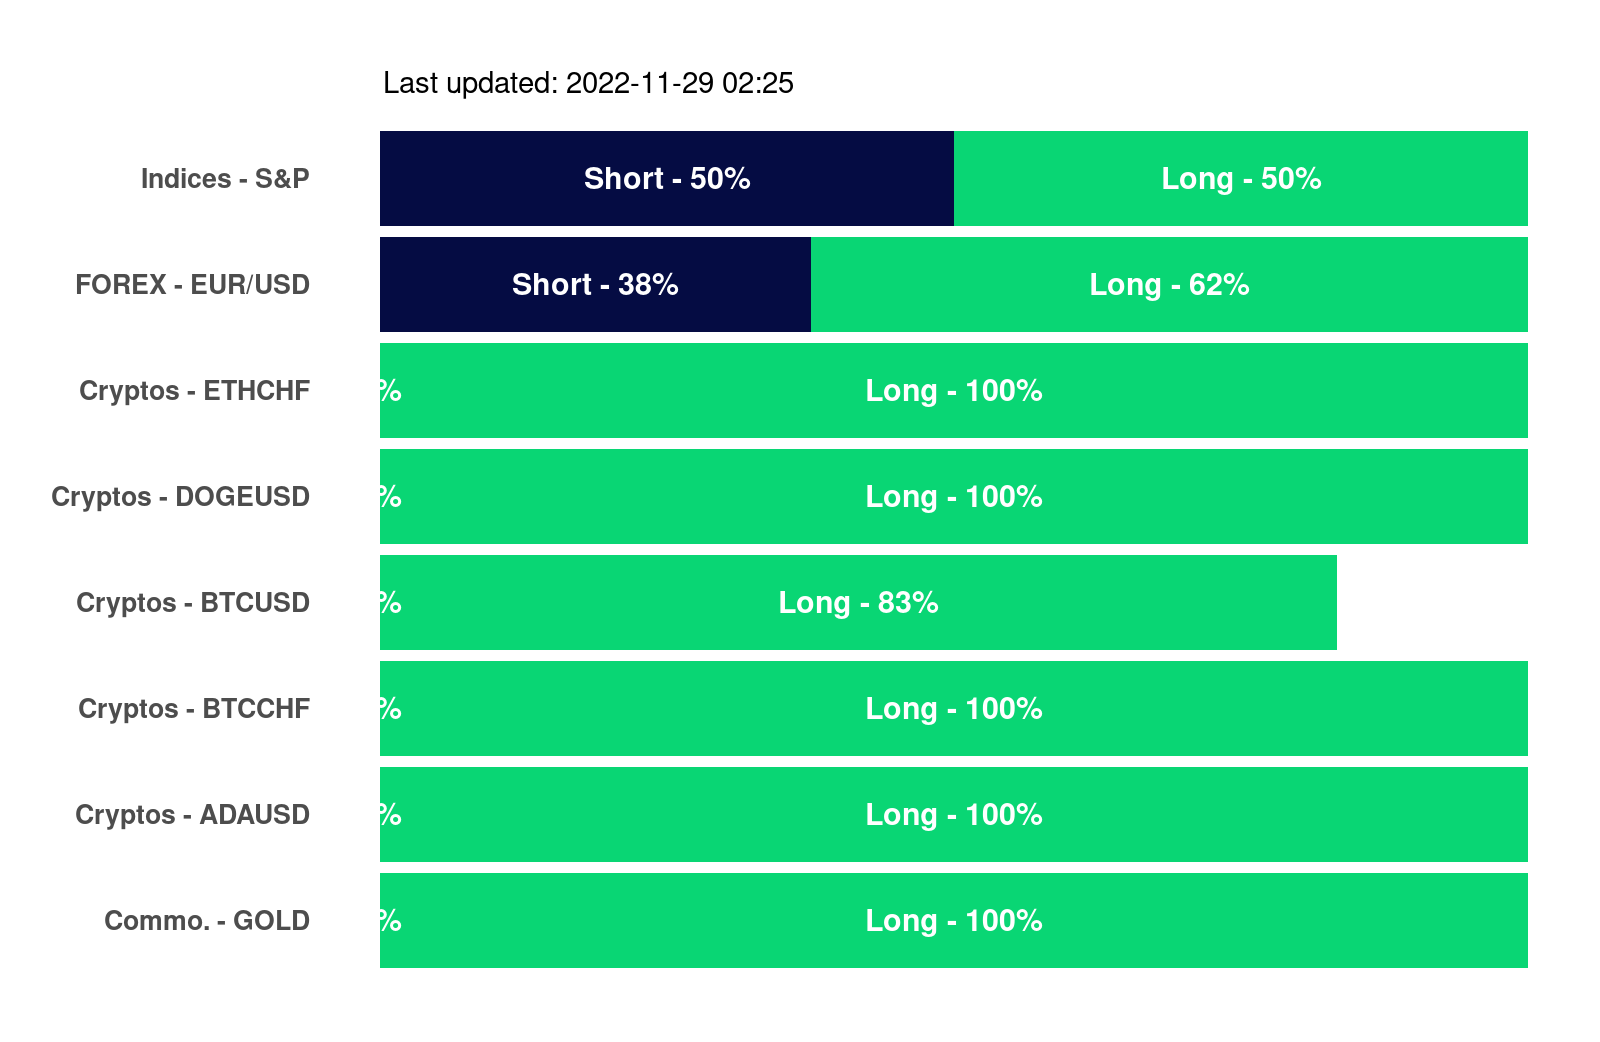 Last updated: 2022-11-29 02:25
Indices - S&P Short - 50% Long - 50%
FOREX - EUR/USD Short - 38% Long - 62%
Cryptos - ETHCHF % Long - 100%
Cryptos - DOGEUSD % Long - 100%
Cryptos - BTCUSD % Long - 83%
Cryptos - BTCCHF % Long - 100%
Cryptos - ADAUSD % Long - 100%
Commo. - GOLD % Long - 100%